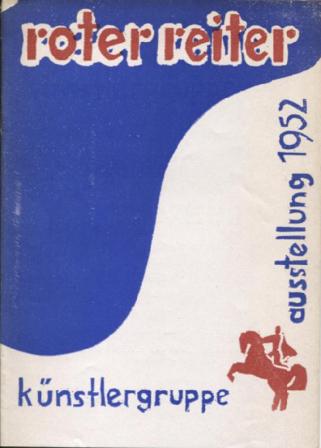 roter reiter
ausstellung 1952
künstlergruppe